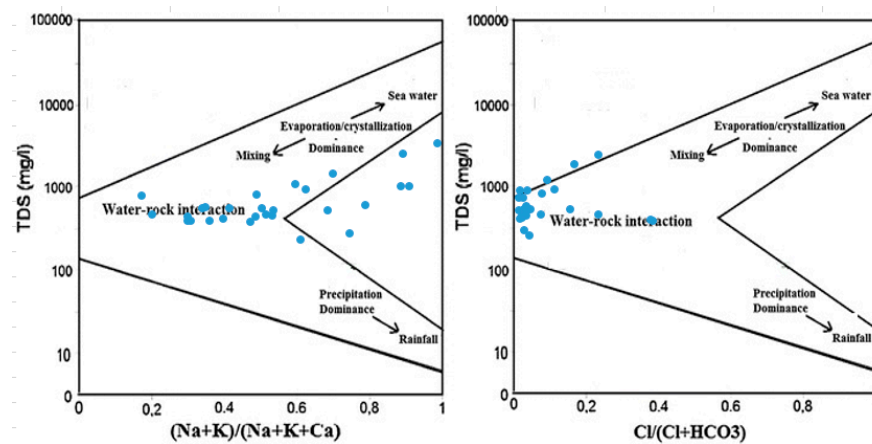 100000
10000
1000
100
10
0
TDS (mg/l)
Sea water
Evaporation/crystallization
Mixing
Dominance
Water-rock interaction
Precipitation
Dominance
Rainfall
0 0,2 0,4 0,6 0,8 1
(Na+K)/(Na+K+Ca)
100000
10000
1000
100
10
0
TDS (mg/l)
Sea water
Evaporation/crystallization
Mixing
Dominance
Water-rock interaction
Precipitation
Dominance
Rainfall
0 0,2 0,4 0,6 0,8
Cl/(Cl+HCO3)